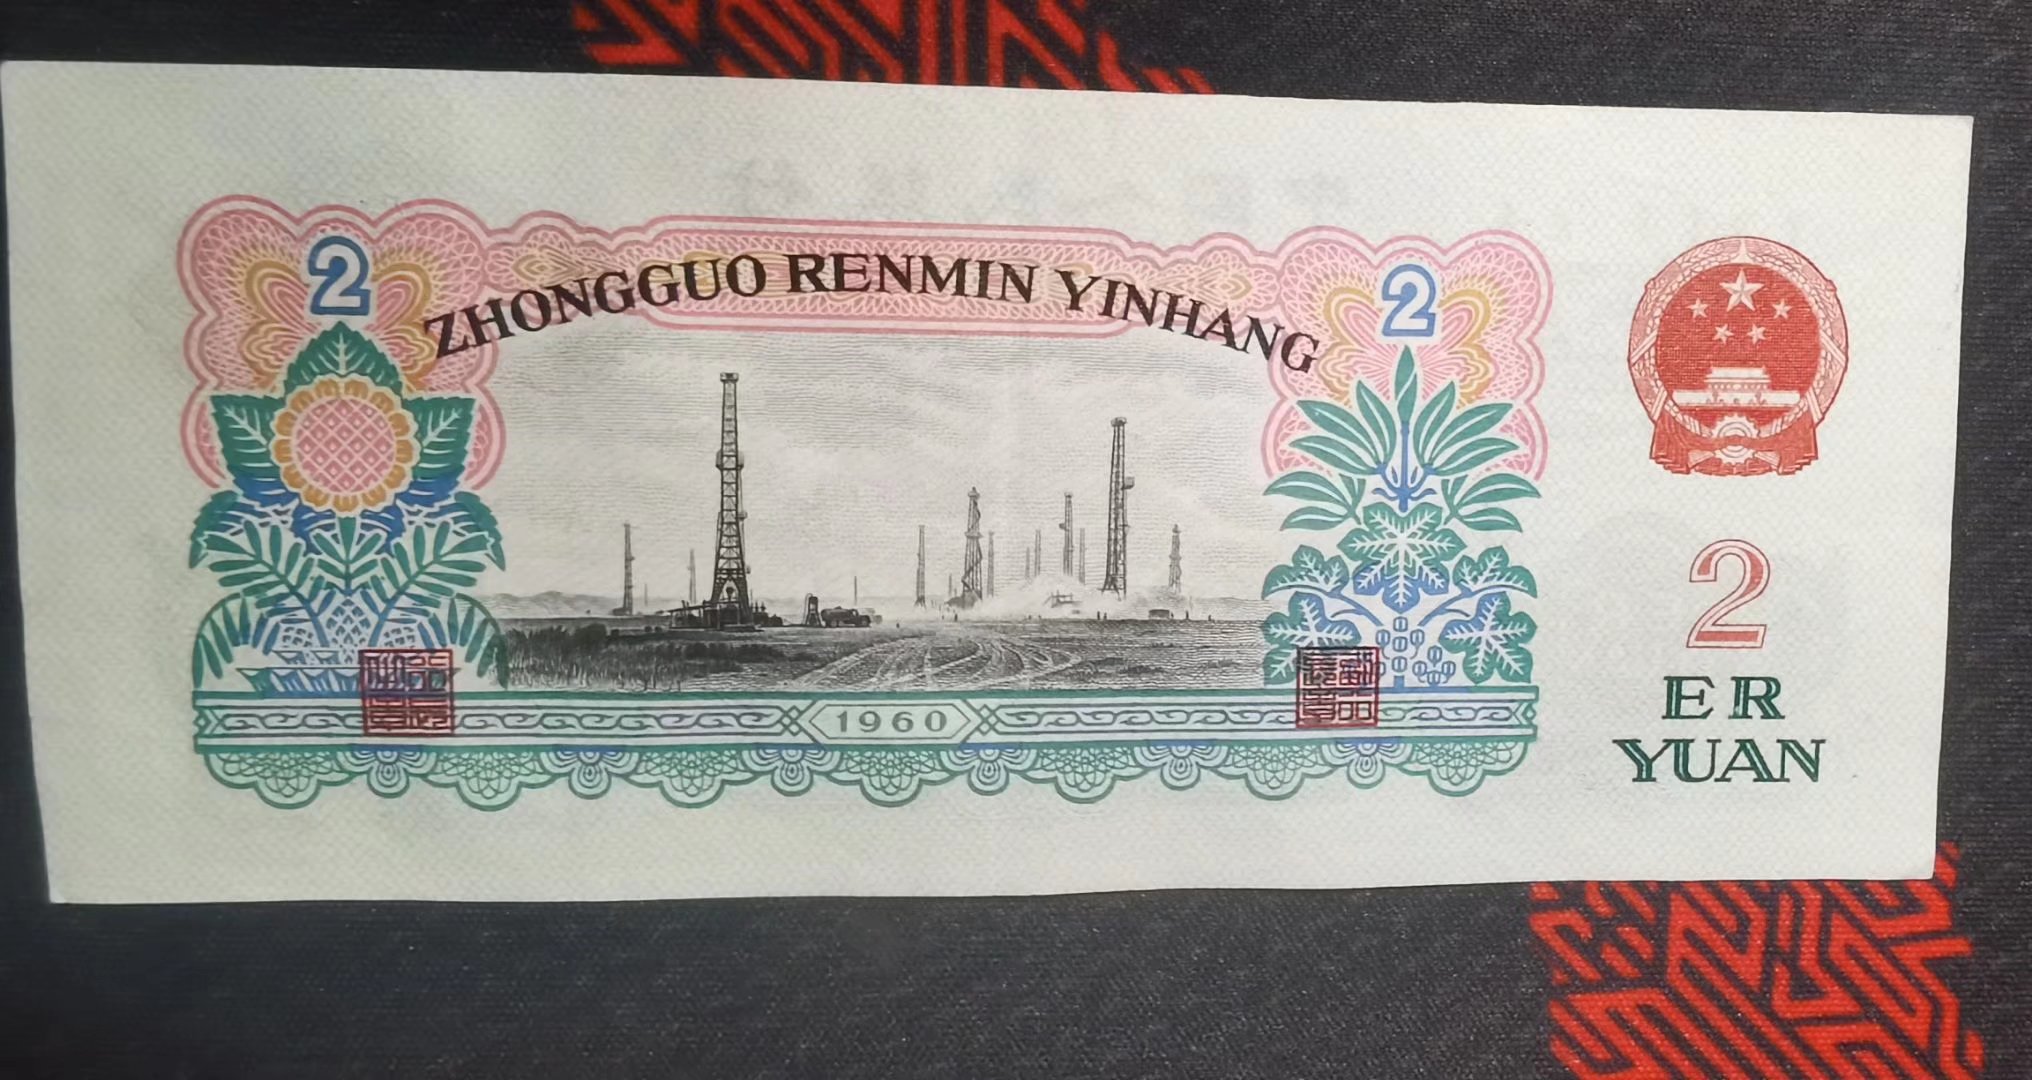 2
ZHONGGUO RENMIN YINHANG
2
1960
2
ER
YUAN